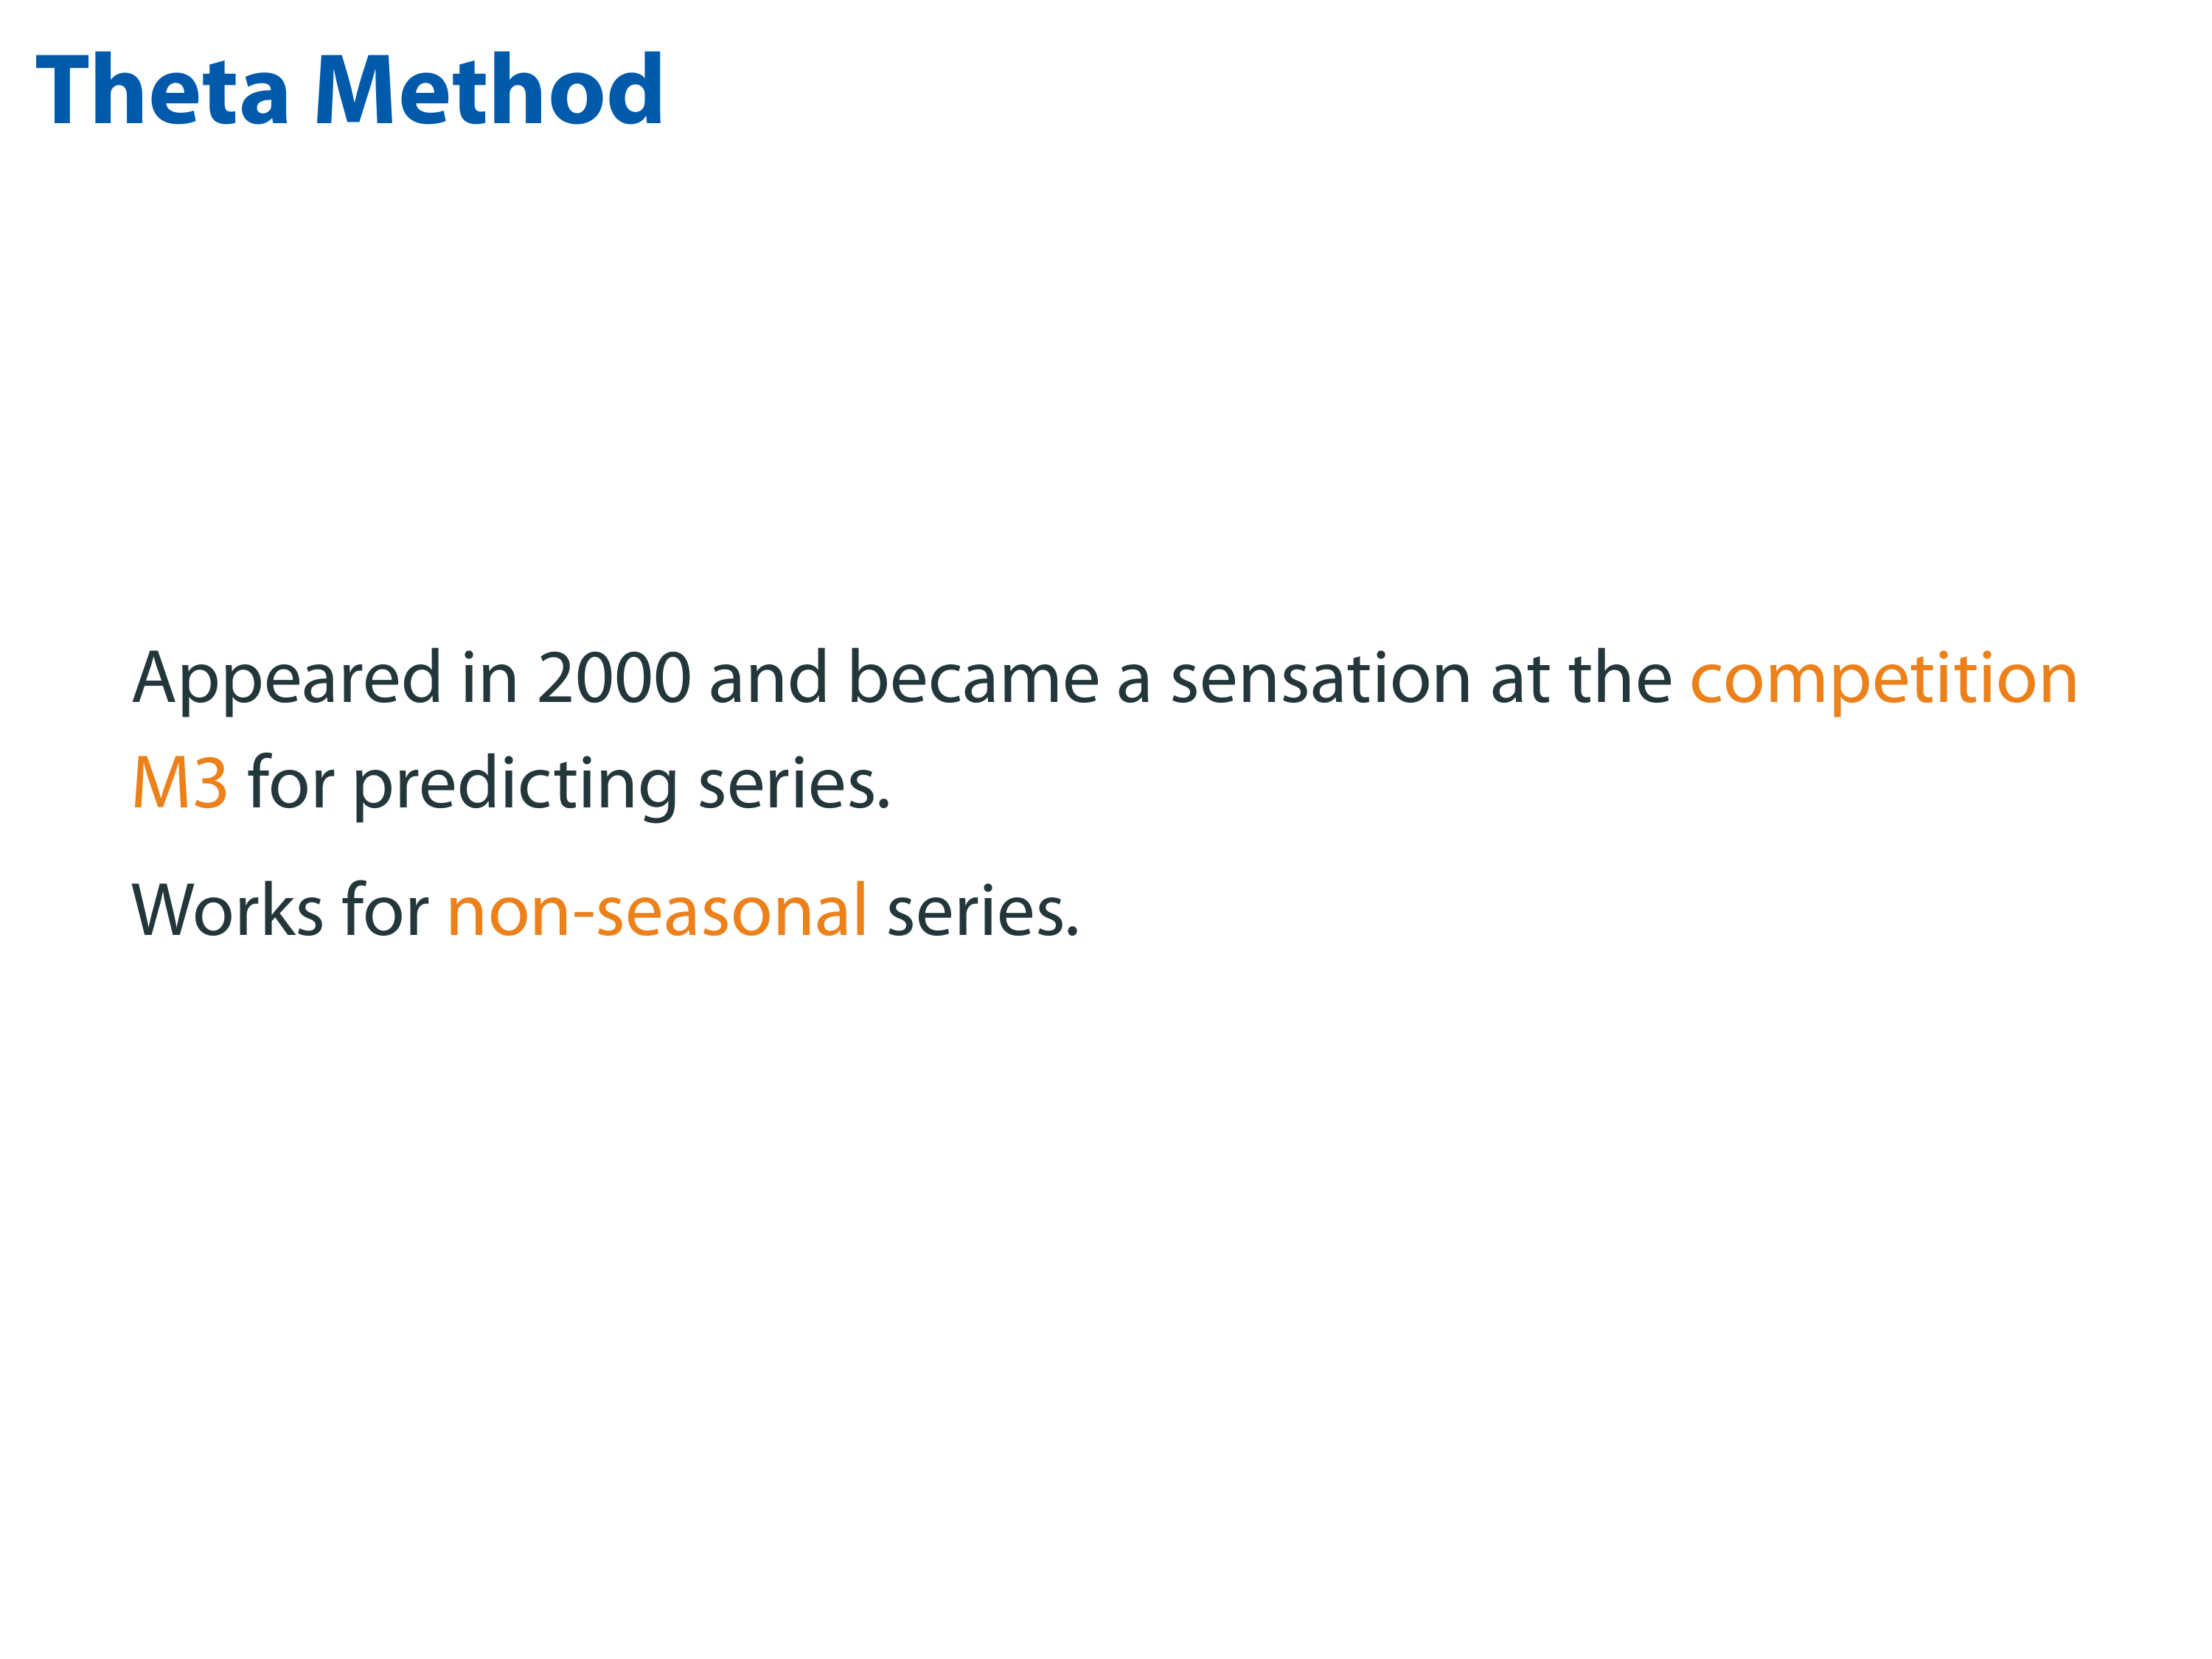 Theta Method
Appeared in 2000 and became a sensation at the competition
M3 for predicting series.
Works for non-seasonal series.